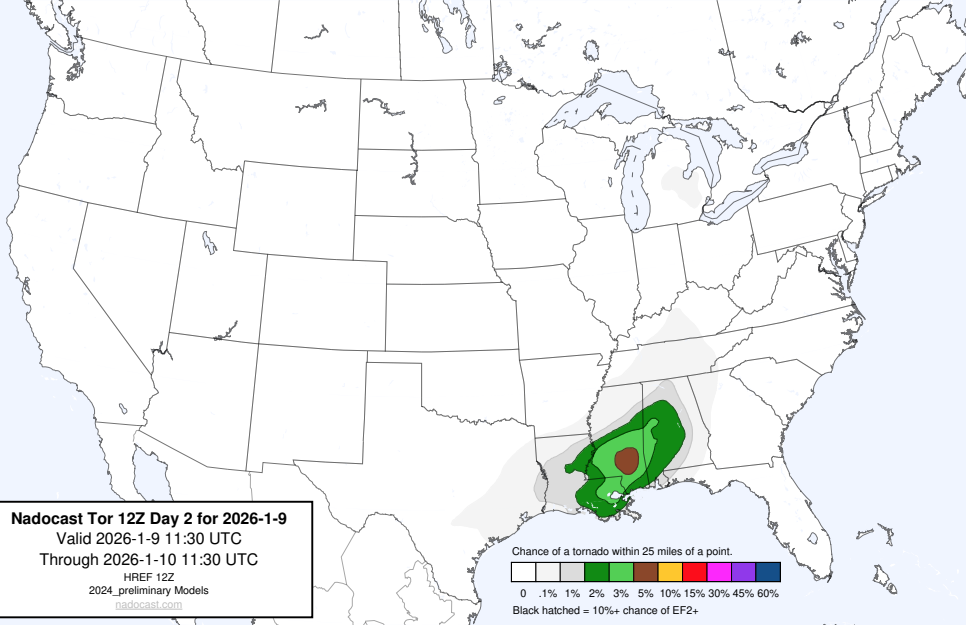 Nadocast Tor 12Z Day 2 for 2026-1-9
Valid 2026-1-9 11:30 UTC
Through 2026-1-10 11:30 UTC
HREF 12Z
2024_preliminary Models
nadocast.com
Chance of a tornado within 25 miles of a point.
0 .1% 1% 2% 3% 5% 10% 15% 30% 45% 60%
Black hatched = 10%+ chance of EF2+